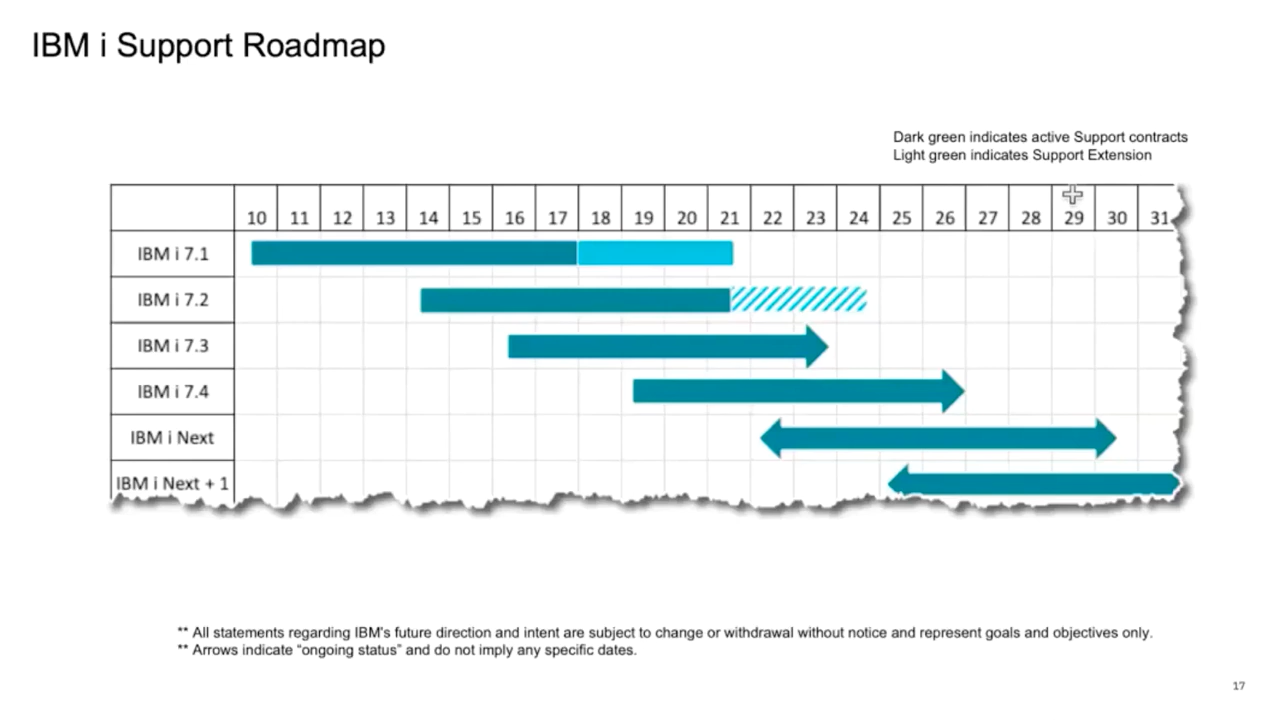 IBM i Support Roadmap
Dark green indicates active Support contracts
Light green indicates Support Extension
10 11 12 13 14 15 16 17 18 19 20 21 22 23 24 25 26 27 28 29 30 31
IBM i 7.1
IBM i 7.2
IBM i 7.3
IBM i 7.4
IBM i Next
IBM i Next + 1
** All statements regarding IBM's future direction and intent are subject to change or withdrawal without notice and represent goals and objectives only.
** Arrows indicate “ongoing status” and do not imply any specific dates.
17